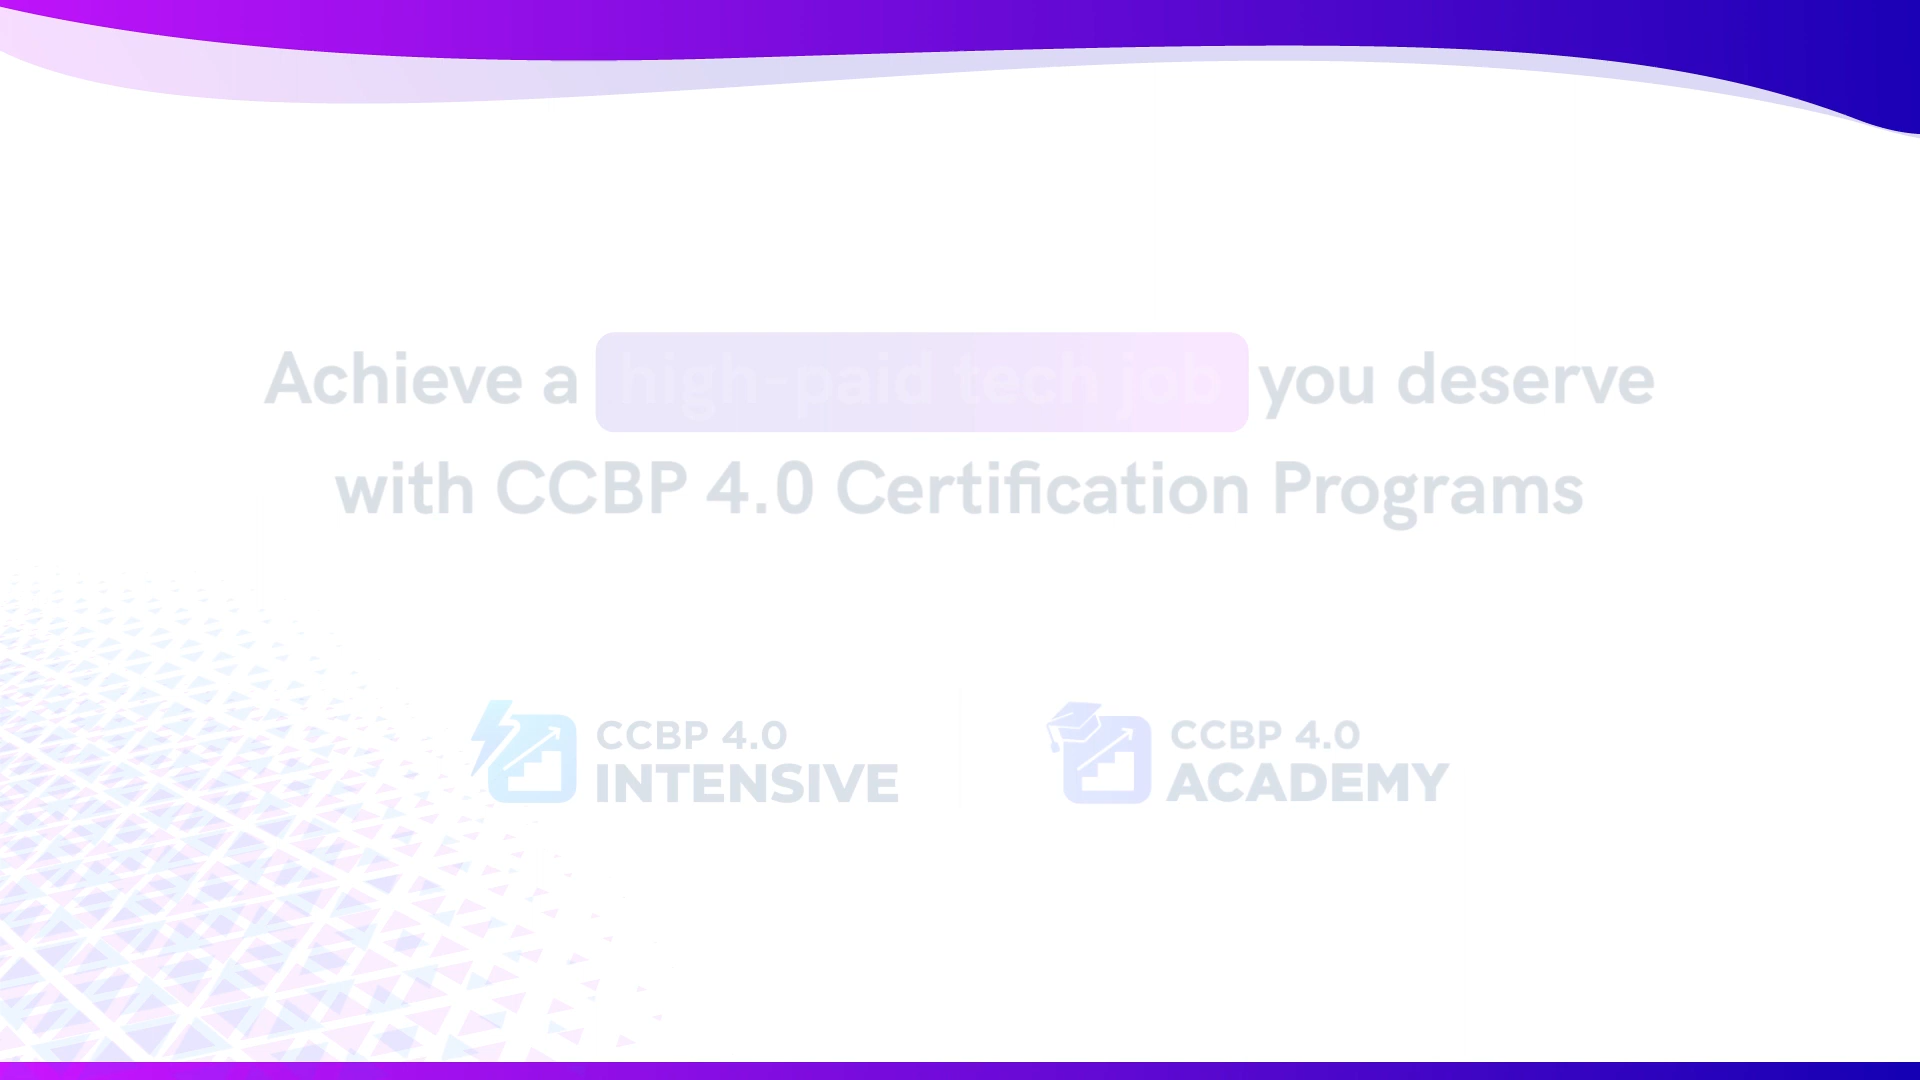 Achieve a high-paid tech job you deserve
with CCBP 4.0 Certification Programs
CCBP 4.0
INTENSIVE
CCBP 4.0
ACADEMY